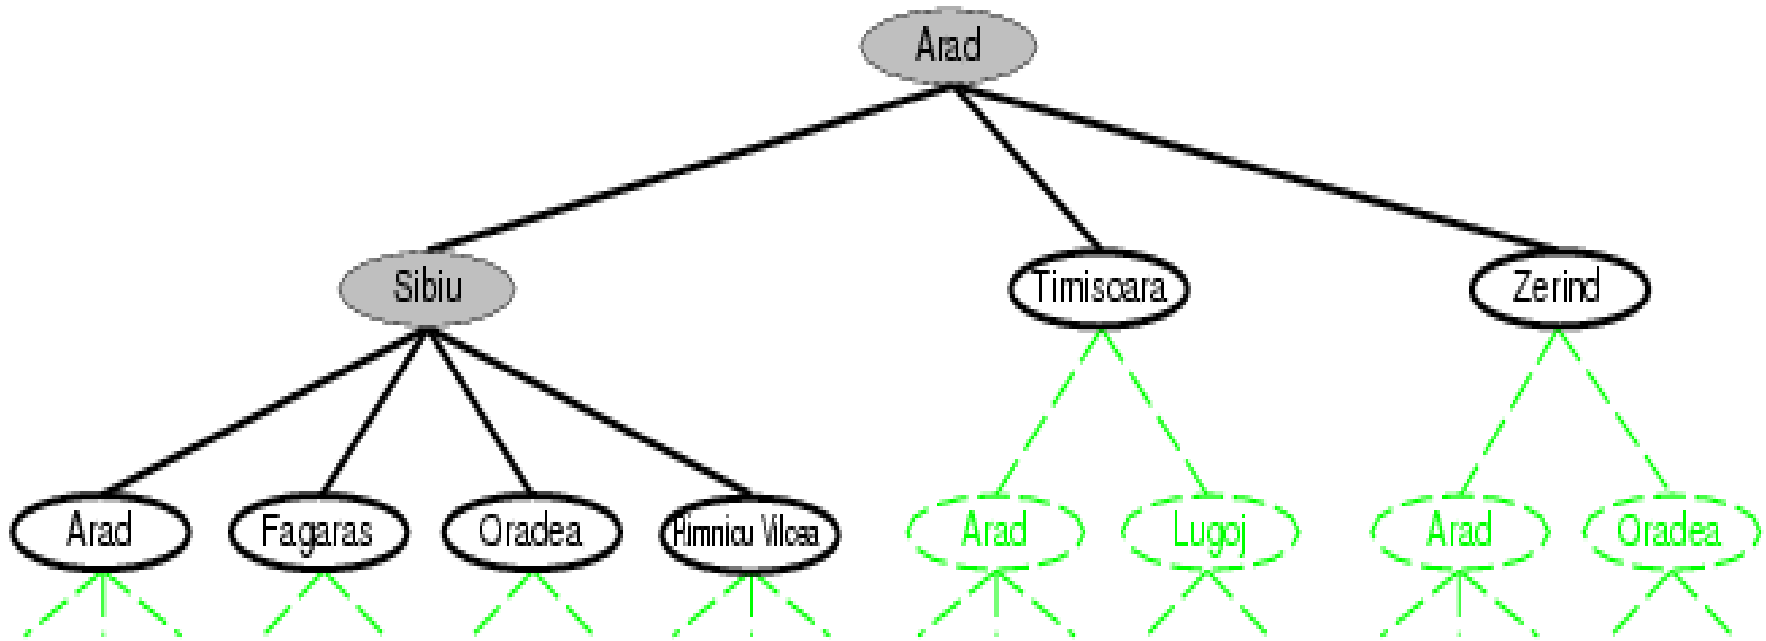 Arad
Sibiu
Timisoara
Zerind
Arad
Fagaras
Oradea
Rimnicu Vilcea
Arad
Lugoj
Arad
Oradea